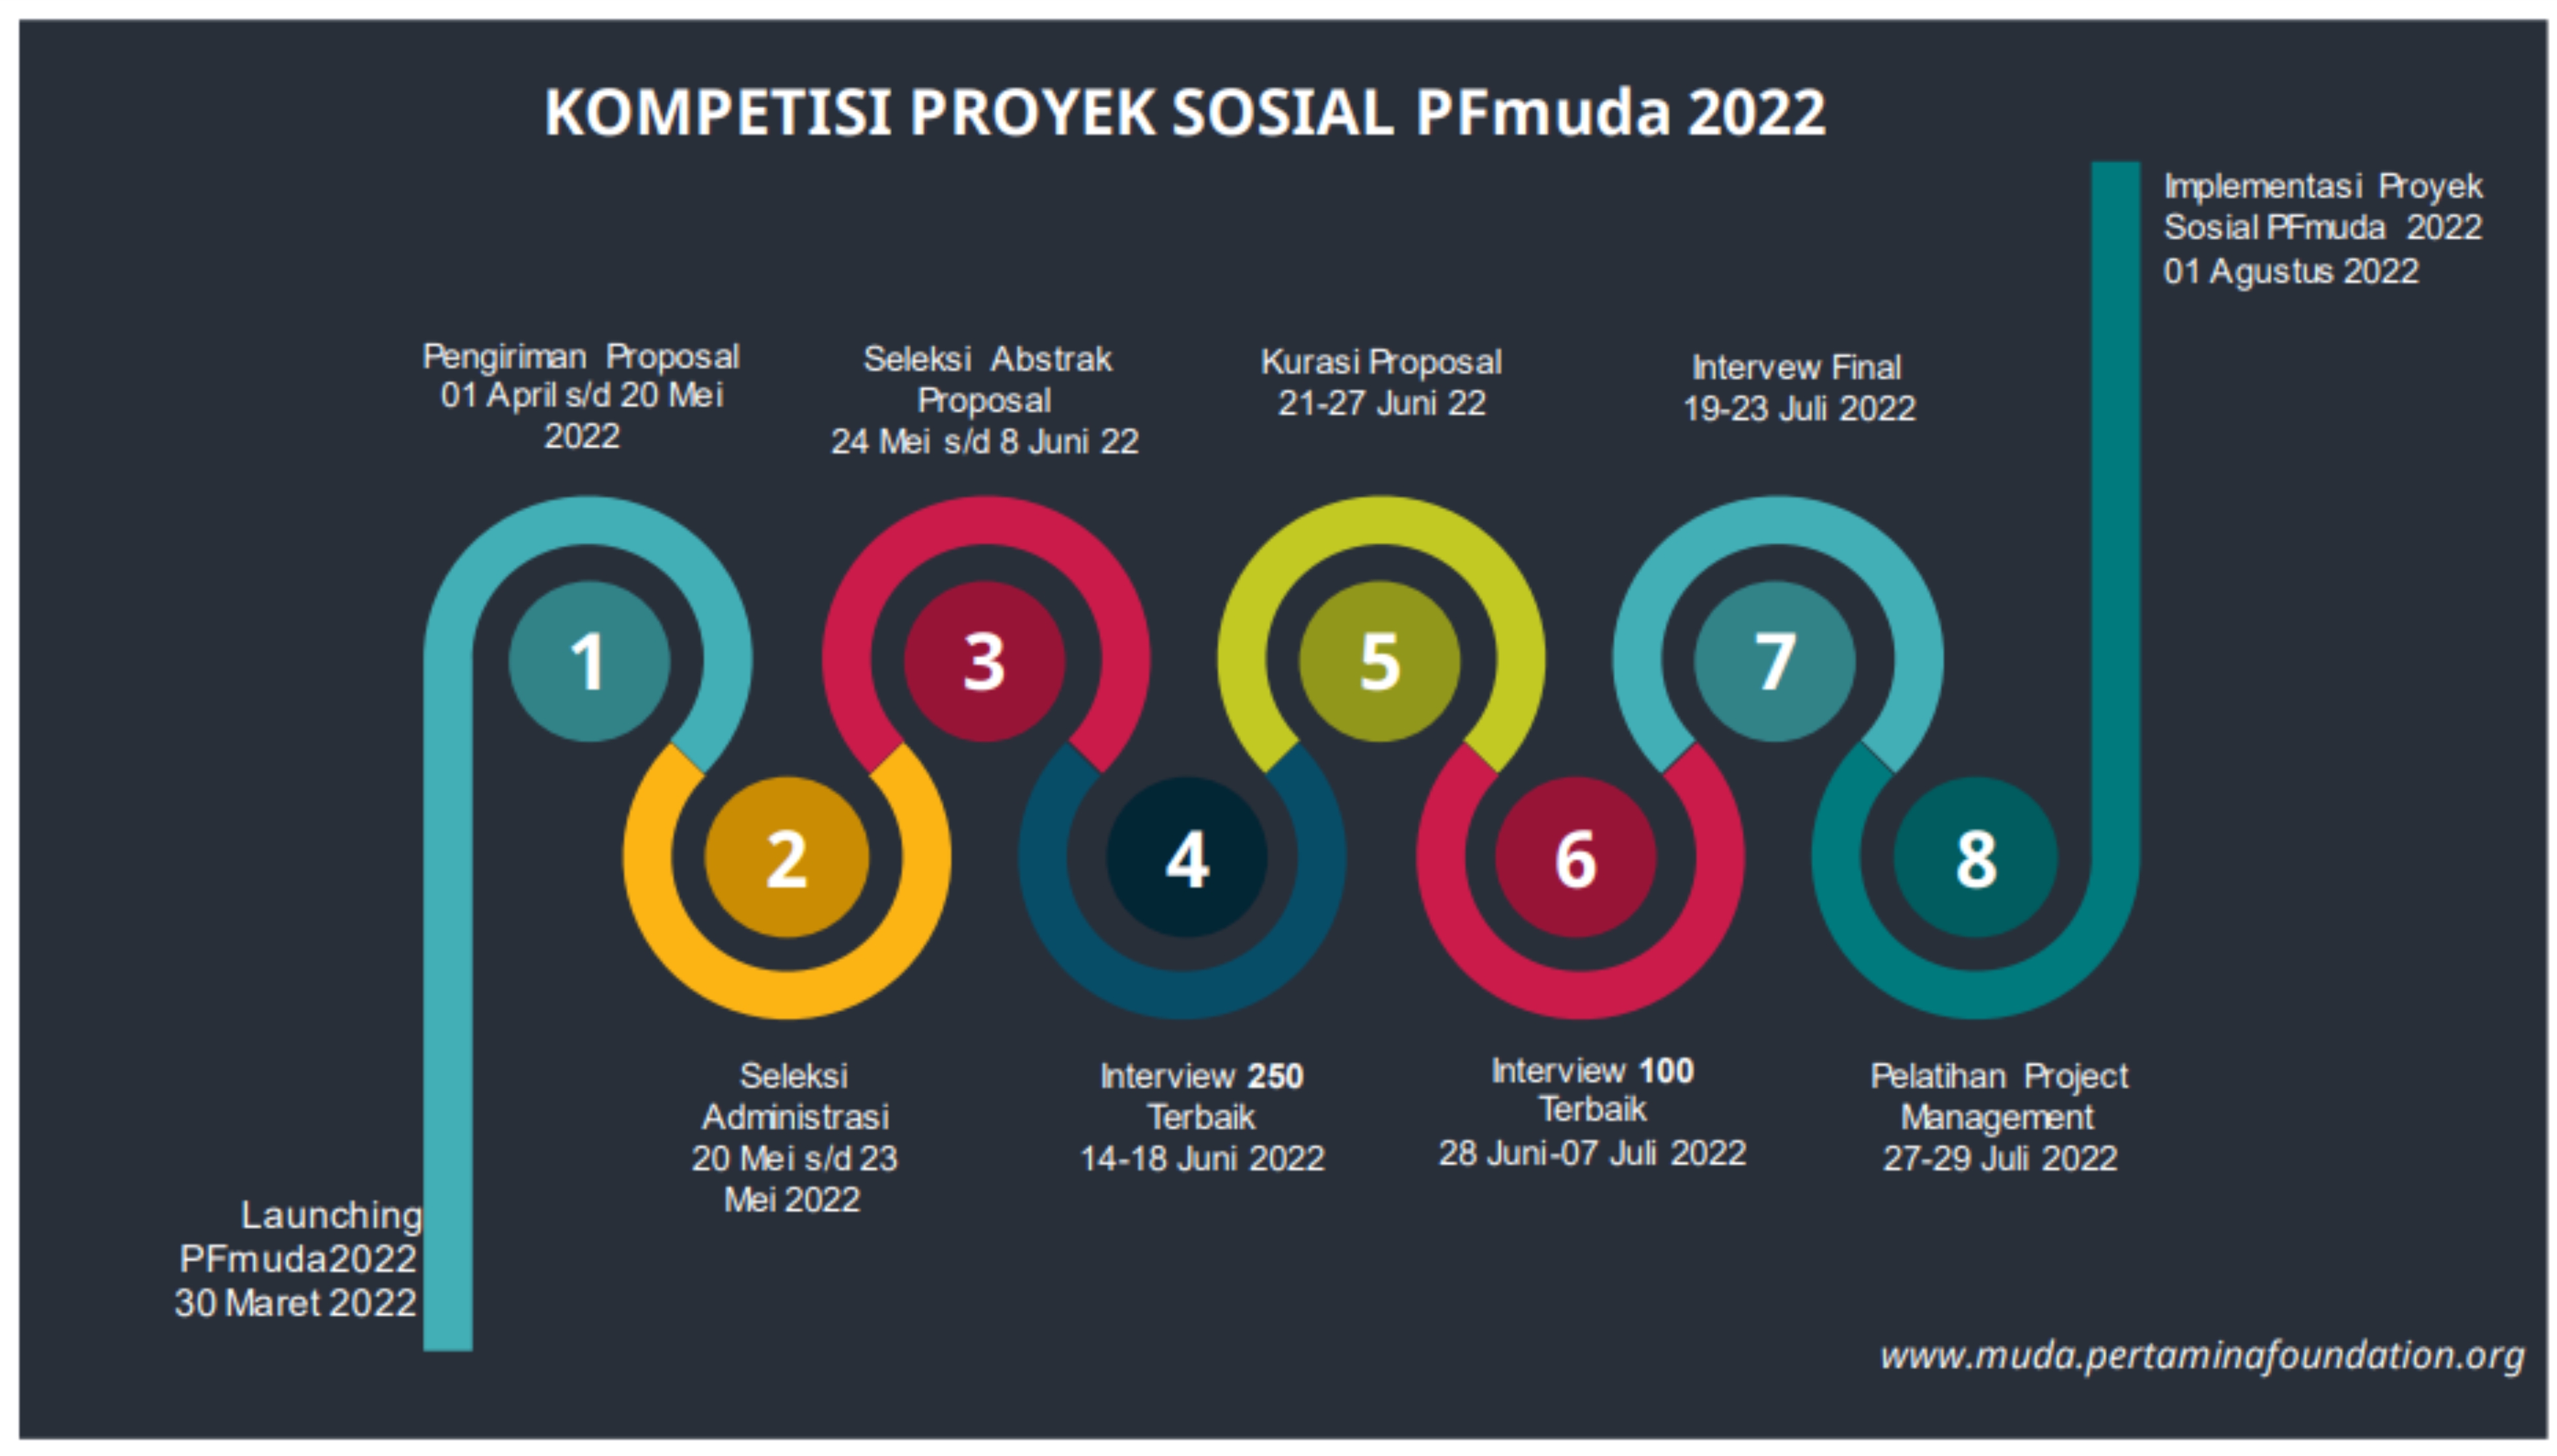 KOMPETISI PROYEK SOSIAL PFmuda 2022
Implementasi Proyek
Sosial PFmuda 2022
01 Agustus 2022
Pengiriman Proposal
01 April s/d 20 Mei
2022
Seleksi Abstrak
Proposal
24 Mei s/d 8 Juni 22
Kurasi Proposal
21-27 Juni 22
Intervew Final
19-23 Juli 2022
1
3
5
7
2
4
6
8
Seleksi
Administrasi
20 Mei s/d 23
Mei 2022
Interview 250
Terbaik
14-18 Juni 2022
Interview 100
Terbaik
28 Juni-07 Juli 2022
Pelatihan Project
Management
27-29 Juli 2022
Launching
PFmuda2022
30 Maret 2022
www.muda.pertaminafoundation.org